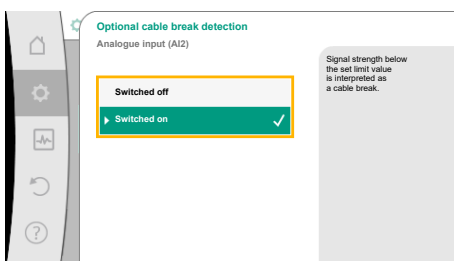 Optional cable break detection
Analogue input (AI2)
Signal strength below
the set limit value
is interpreted as
a cable break.
Switched off
Switched on
?